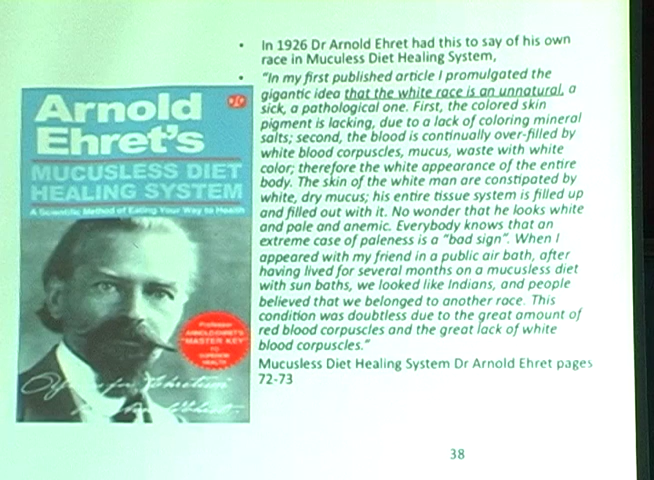 • In 1926 Dr Arnold Ehret had this to say of his own
race in Muculess Diet Healing System,
• "In my first published article I promulgated the
gigantic idea that the white race is an unnatural, a
sick, a pathological one. First, the colored skin
pigment is lacking, due to a lack of coloring mineral
salts; second, the blood is continually over-filled by
white blood corpuscles, mucus, waste with white
color; therefore the white appearance of the entire
body. The skin of the white man are constipated by
white, dry mucus; his entire tissue system is filled up
and filled out with it. No wonder that he looks white
and pale and anemic. Everybody knows that an
extreme case of paleness is a "bad sign". When I
appeared with my friend in a public air bath, after
having lived for several months on a mucusless diet
with sun baths, we looked like Indians, and people
believed that we belonged to another race. This
condition was doubtless due to the great amount of
red blood corpuscles and the great lack of white
blood corpuscles."
Mucusless Diet Healing System Dr Arnold Ehret pages
72-73
Arnold
Ehret's
MUCUSLESS DIET
HEALING SYSTEM
A Scientific Method of Eating Your Way to Health
Professor
ARNOLD EHRET'S
"MASTER KEY"
TO
SUPERIOR
HEALTH
38